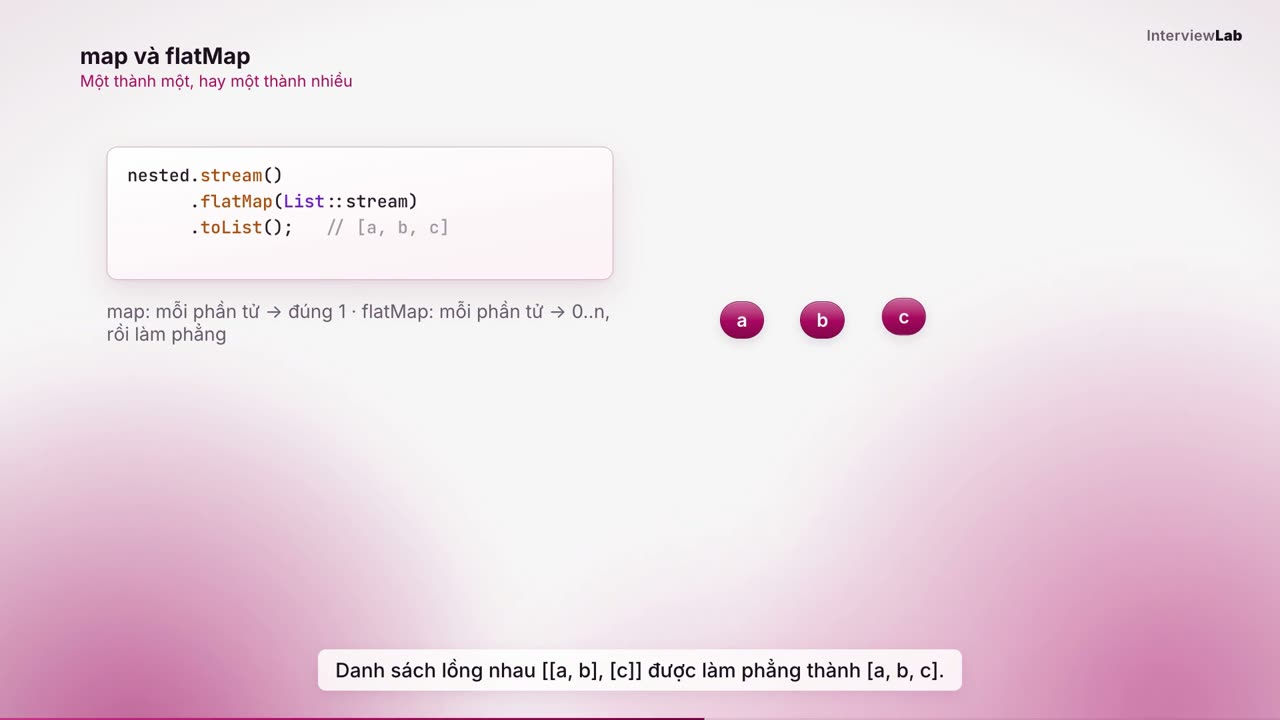 InterviewLab
map và flatMap
Một thành một, hay một thành nhiều
nested.stream()
.flatMap(List::stream)
.toList();   // [a, b, c]
map: mỗi phần tử → đúng 1 · flatMap: mỗi phần tử → 0..n,
rồi làm phẳng
a b c
Danh sách lồng nhau [[a, b], [c]] được làm phẳng thành [a, b, c].